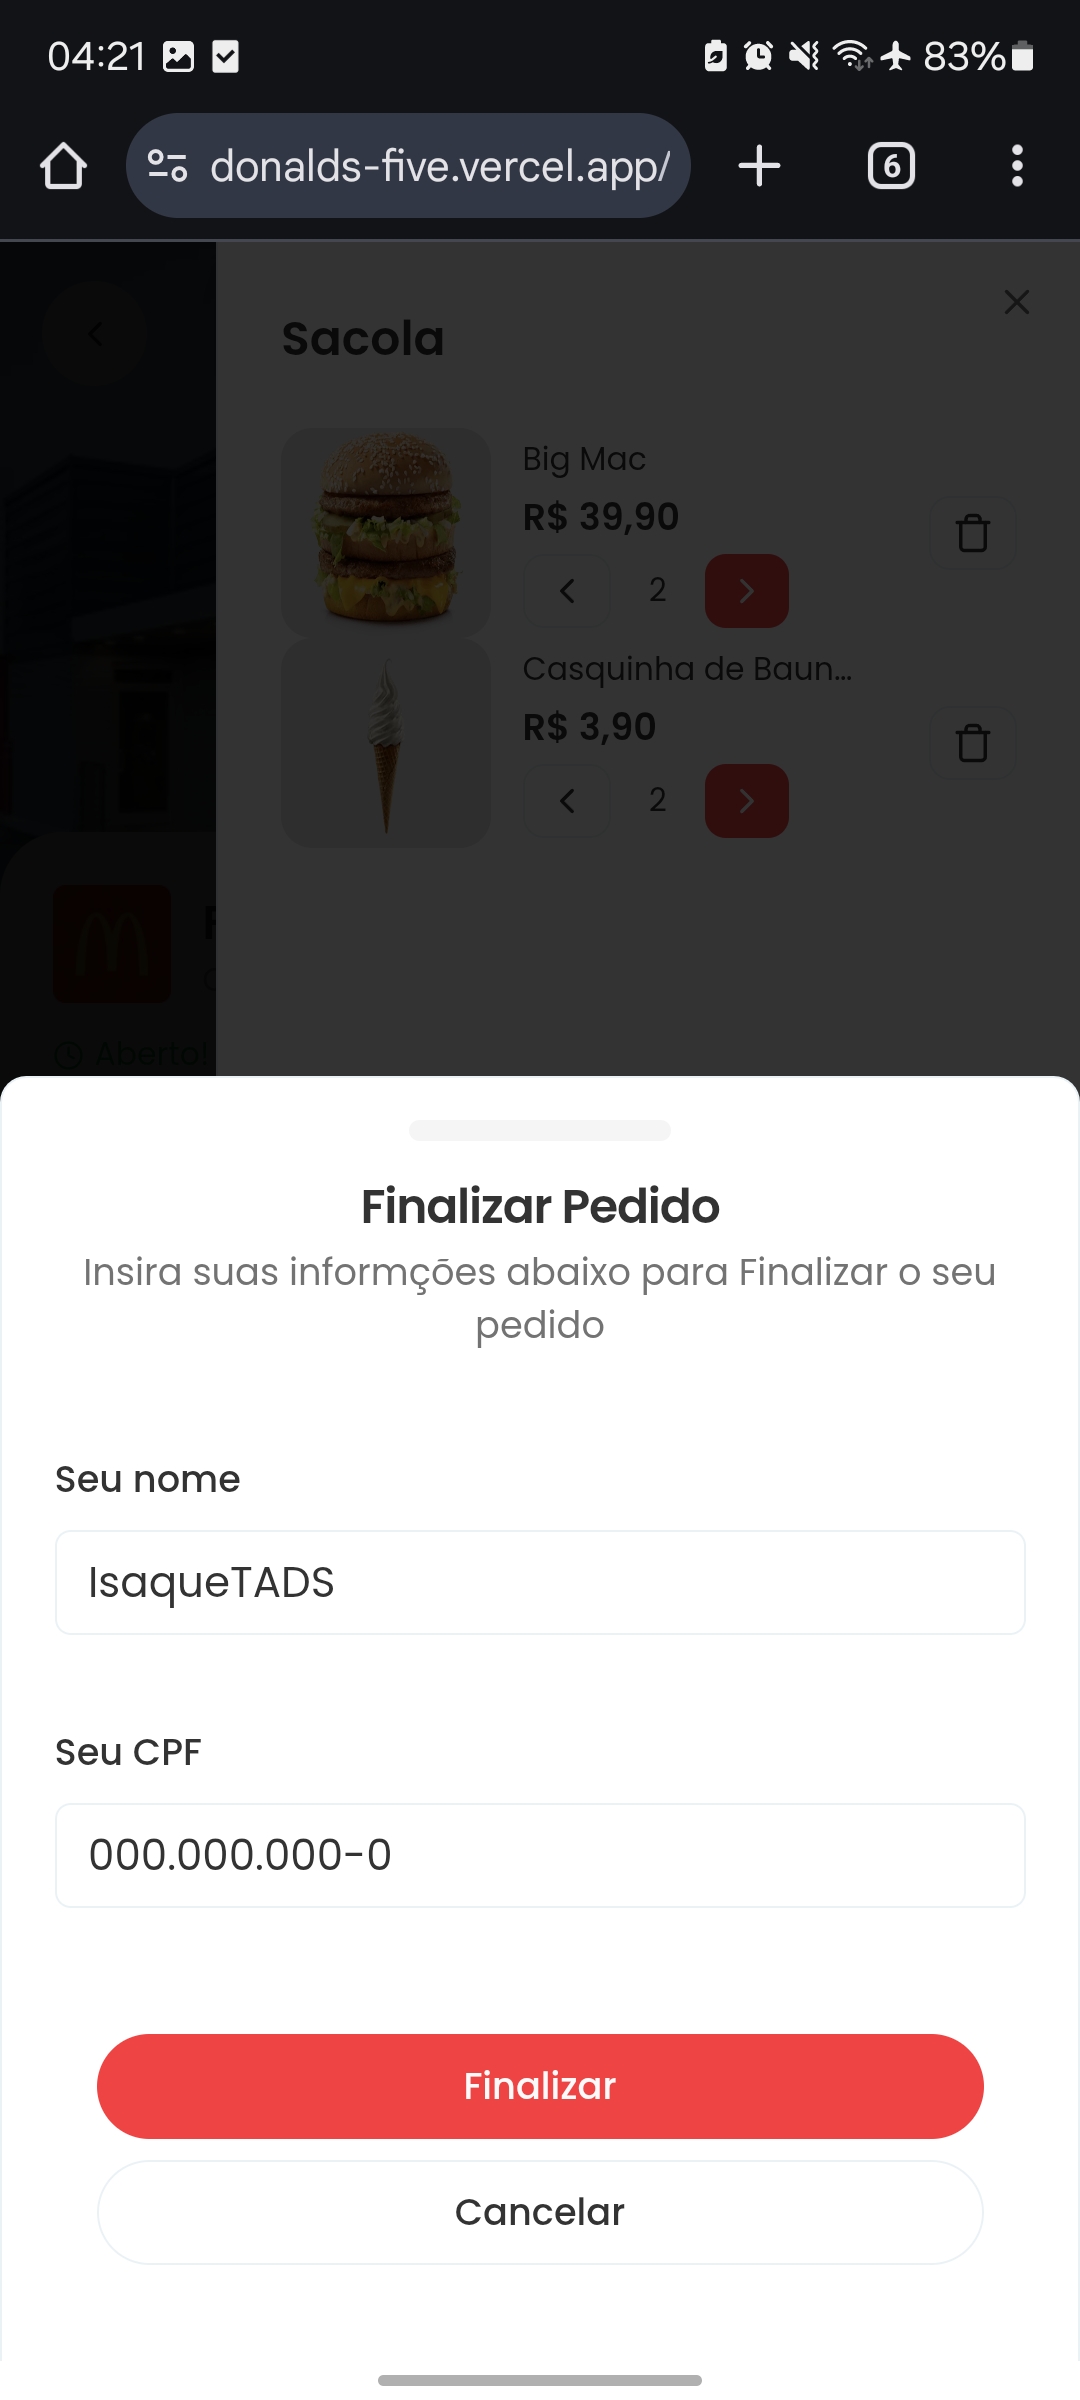 04:21
83%
donalds-five.vercel.app/
6
Sacola
Big Mac
R$ 39,90
2
Casquinha de Baun...
R$ 3,90
2
Aberto!
Finalizar Pedido
Insira suas informções abaixo para Finalizar o seu
pedido
Seu nome
IsaqueTADS
Seu CPF
000.000.000-0
Finalizar
Cancelar